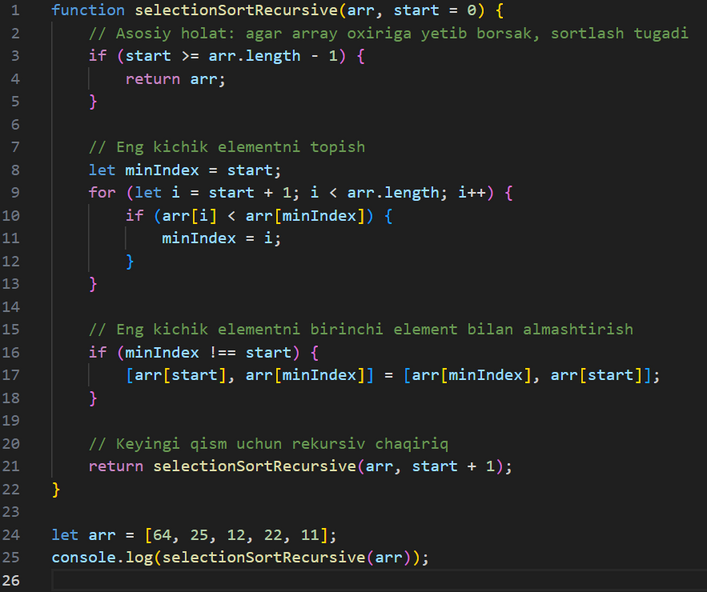 1 function selectionSortRecursive(arr, start = 0) {
2 // Asosiy holat: agar array oxiriga yetib borsak, sortlash tugadi
3 if (start >= arr.length - 1) {
4 return arr;
5 }
6
7 // Eng kichik elementni topish
8 let minIndex = start;
9 for (let i = start + 1; i < arr.length; i++) {
10 if (arr[i] < arr[minIndex]) {
11 minIndex = i;
12 }
13 }
14
15 // Eng kichik elementni birinchi element bilan almashtirish
16 if (minIndex !== start) {
17 [arr[start], arr[minIndex]] = [arr[minIndex], arr[start]];
18 }
19
20 // Keyingi qism uchun rekursiv chaqiriq
21 return selectionSortRecursive(arr, start + 1);
22 }
23
24 let arr = [64, 25, 12, 22, 11];
25 console.log(selectionSortRecursive(arr));
26